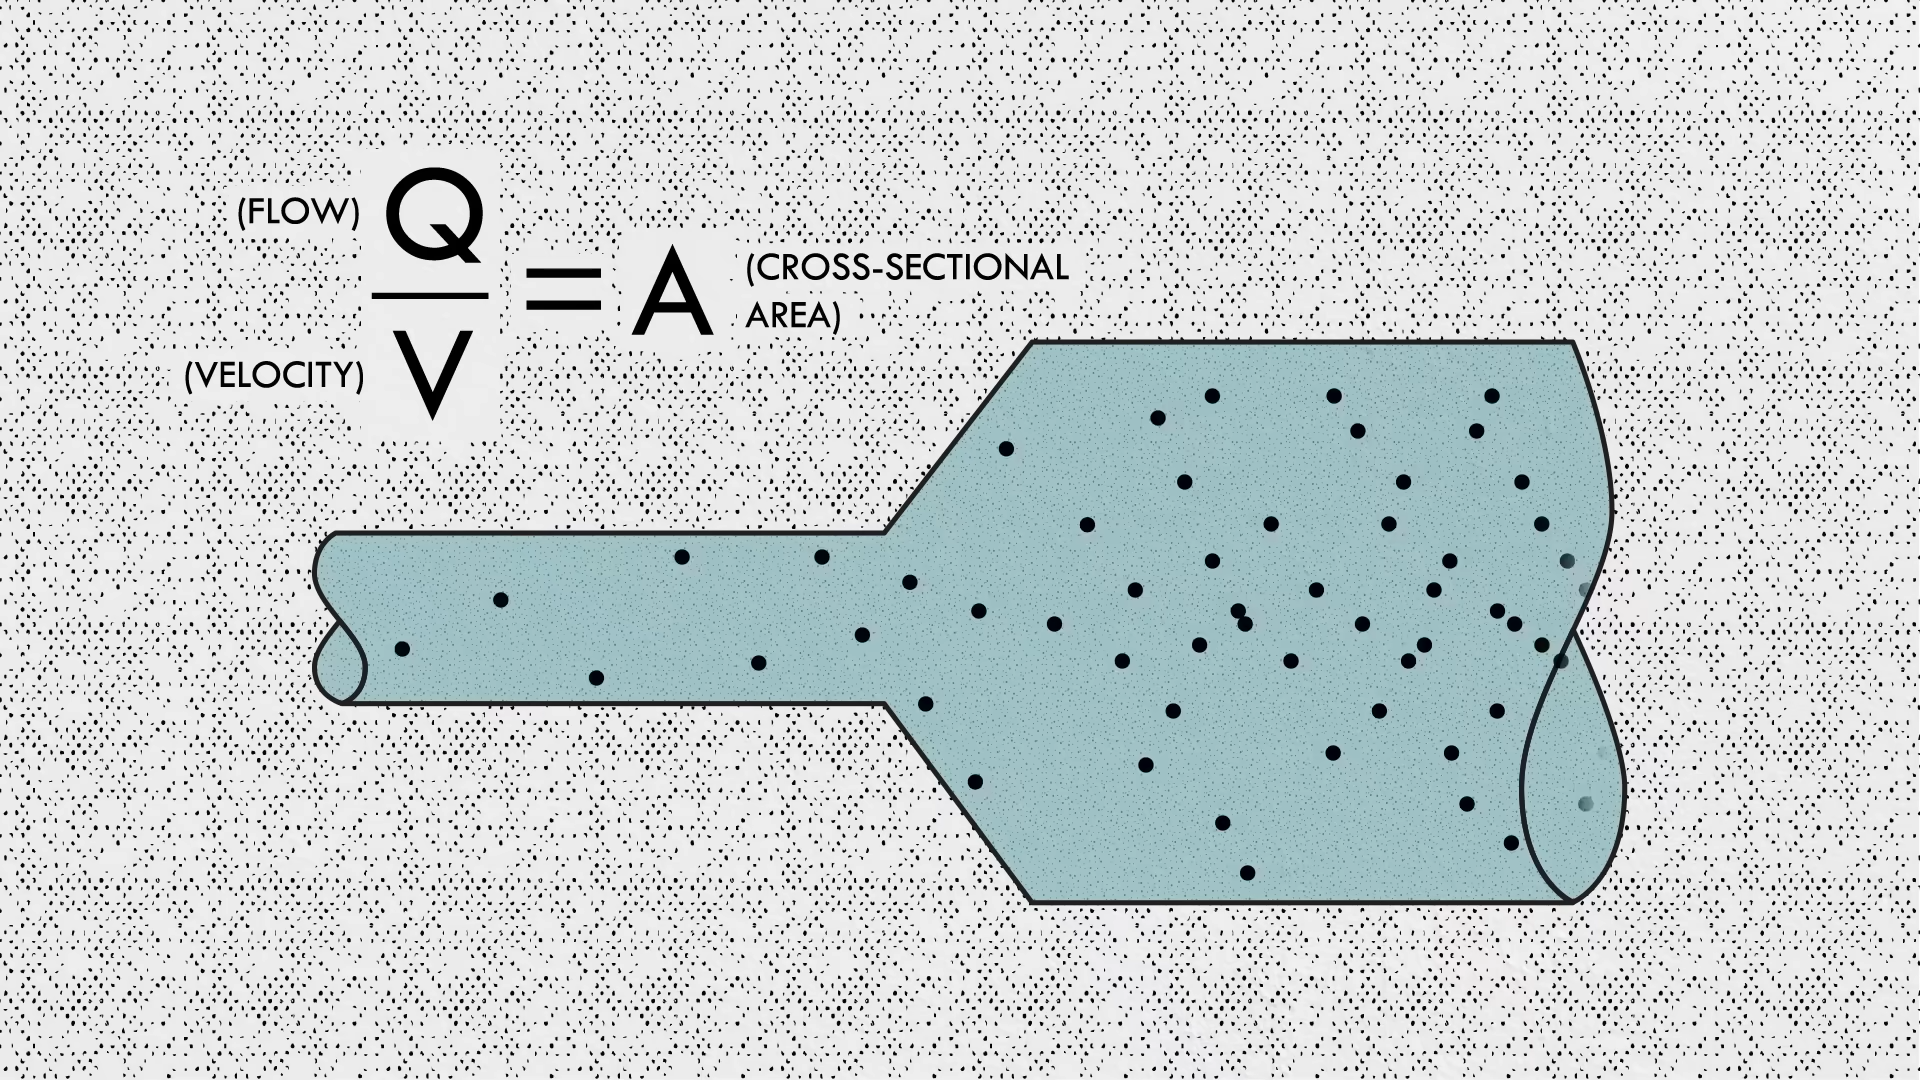 (FLOW) Q
(VELOCITY) V
= A (CROSS-SECTIONAL
AREA)